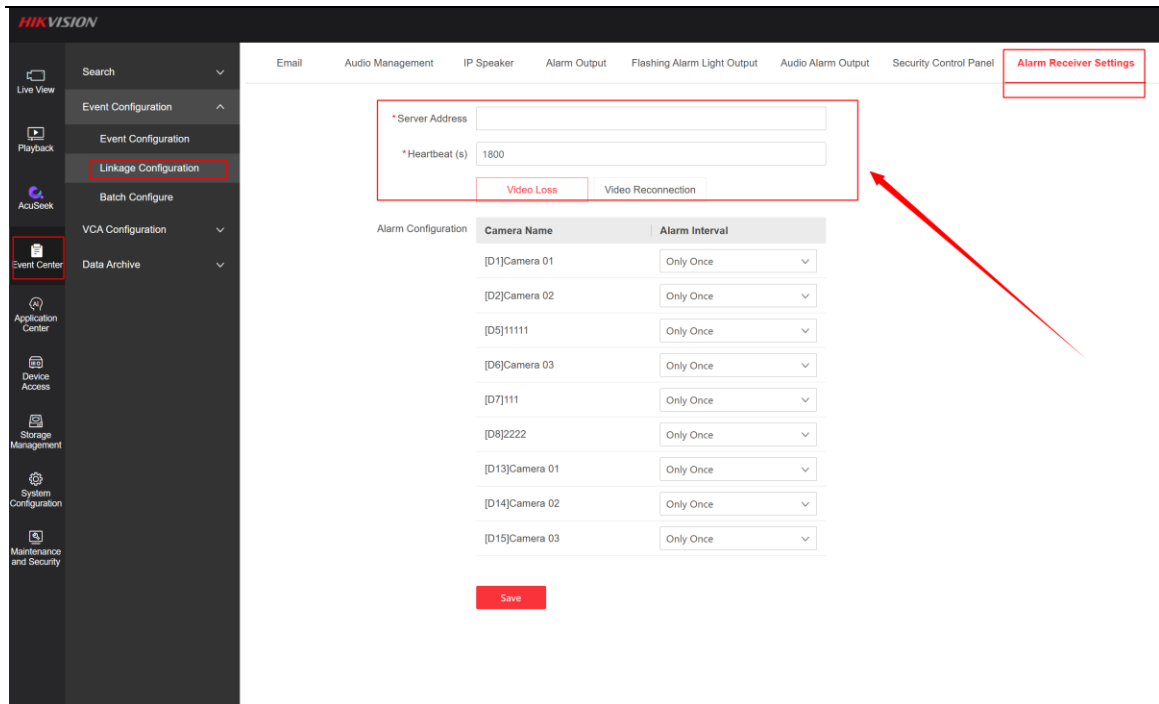 HIKVISION
Live View
Playback
AcuSeek
Event Center
Application
Center
Device
Access
Storage
Management
System
Configuration
Maintenance
and Security
Search
Event Configuration
Event Configuration
Linkage Configuration
Batch Configure
VCA Configuration
Data Archive
Email Audio Management IP Speaker Alarm Output Flashing Alarm Light Output Audio Alarm Output Security Control Panel Alarm Receiver Settings
*Server Address
*Heartbeat (s) 1800
Video Loss Video Reconnection
Alarm Configuration Camera Name Alarm Interval
[D1]Camera 01 Only Once
[D2]Camera 02 Only Once
[D5]11111 Only Once
[D6]Camera 03 Only Once
[D7]111 Only Once
[D8]2222 Only Once
[D13]Camera 01 Only Once
[D14]Camera 02 Only Once
[D15]Camera 03 Only Once
Save